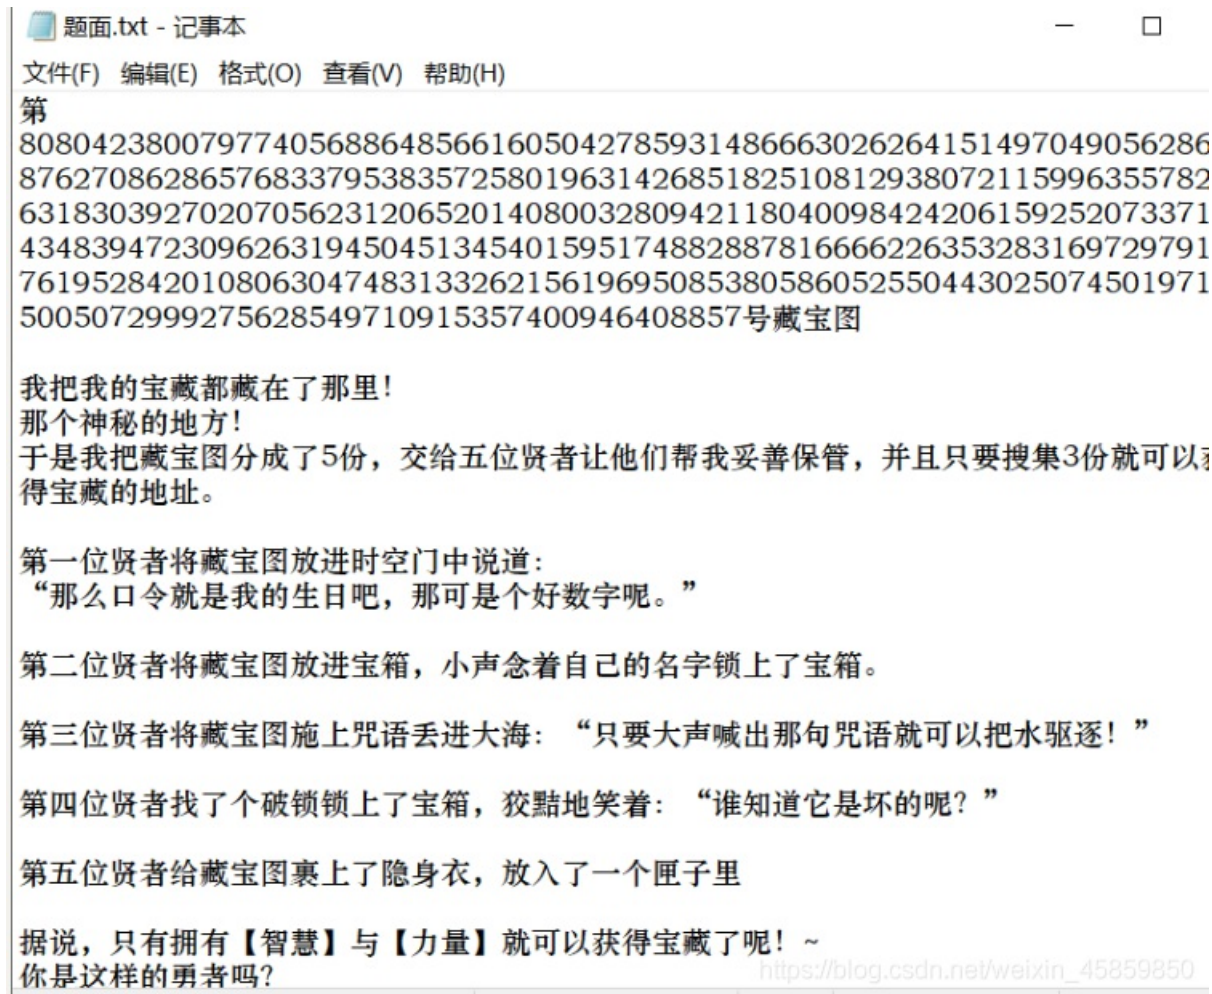 题面.txt - 记事本
文件(F) 编辑(E) 格式(O) 查看(V) 帮助(H)
第
80804238007977405688648566160504278593148666302626415149704905628​6
876270862865768337953835725801963142685182510812938072115996355782
631830392702070562312065201408003280942118040098424206159252073371
434839472309626319450451345401595174882887816666226353283169729791
761952842010806304748313326215619695085380586052550443025074501971
500507299927562854971091535740094640885​7号藏宝图
我把我的宝藏都藏在了那里！
那个神秘的地方！
于是我把藏宝图分成了5份，交给五位贤者让他们帮我妥善保管，并且只要搜集3份就可以
得宝藏的地址。
第一位贤者将藏宝图放进时空门中说道：
“那么口令就是我的生日吧，那可是个好数字呢。”
第二位贤者将藏宝图放进宝箱，小声念着自己的名字锁上了宝箱。
第三位贤者将藏宝图施上咒语丢进大海：“只要大声喊出那句咒语就可以把水驱逐！”
第四位贤者找了个破锁锁上了宝箱，狡黠地笑着：“谁知道它是坏的呢？”
第五位贤者给藏宝图裹上了隐身衣，放入了一个匣子里
据说，只有拥有【智慧】与【力量】就可以获得宝藏了呢！~
你是这样的勇者吗？
https://blog.csdn.net/weixin_45859850